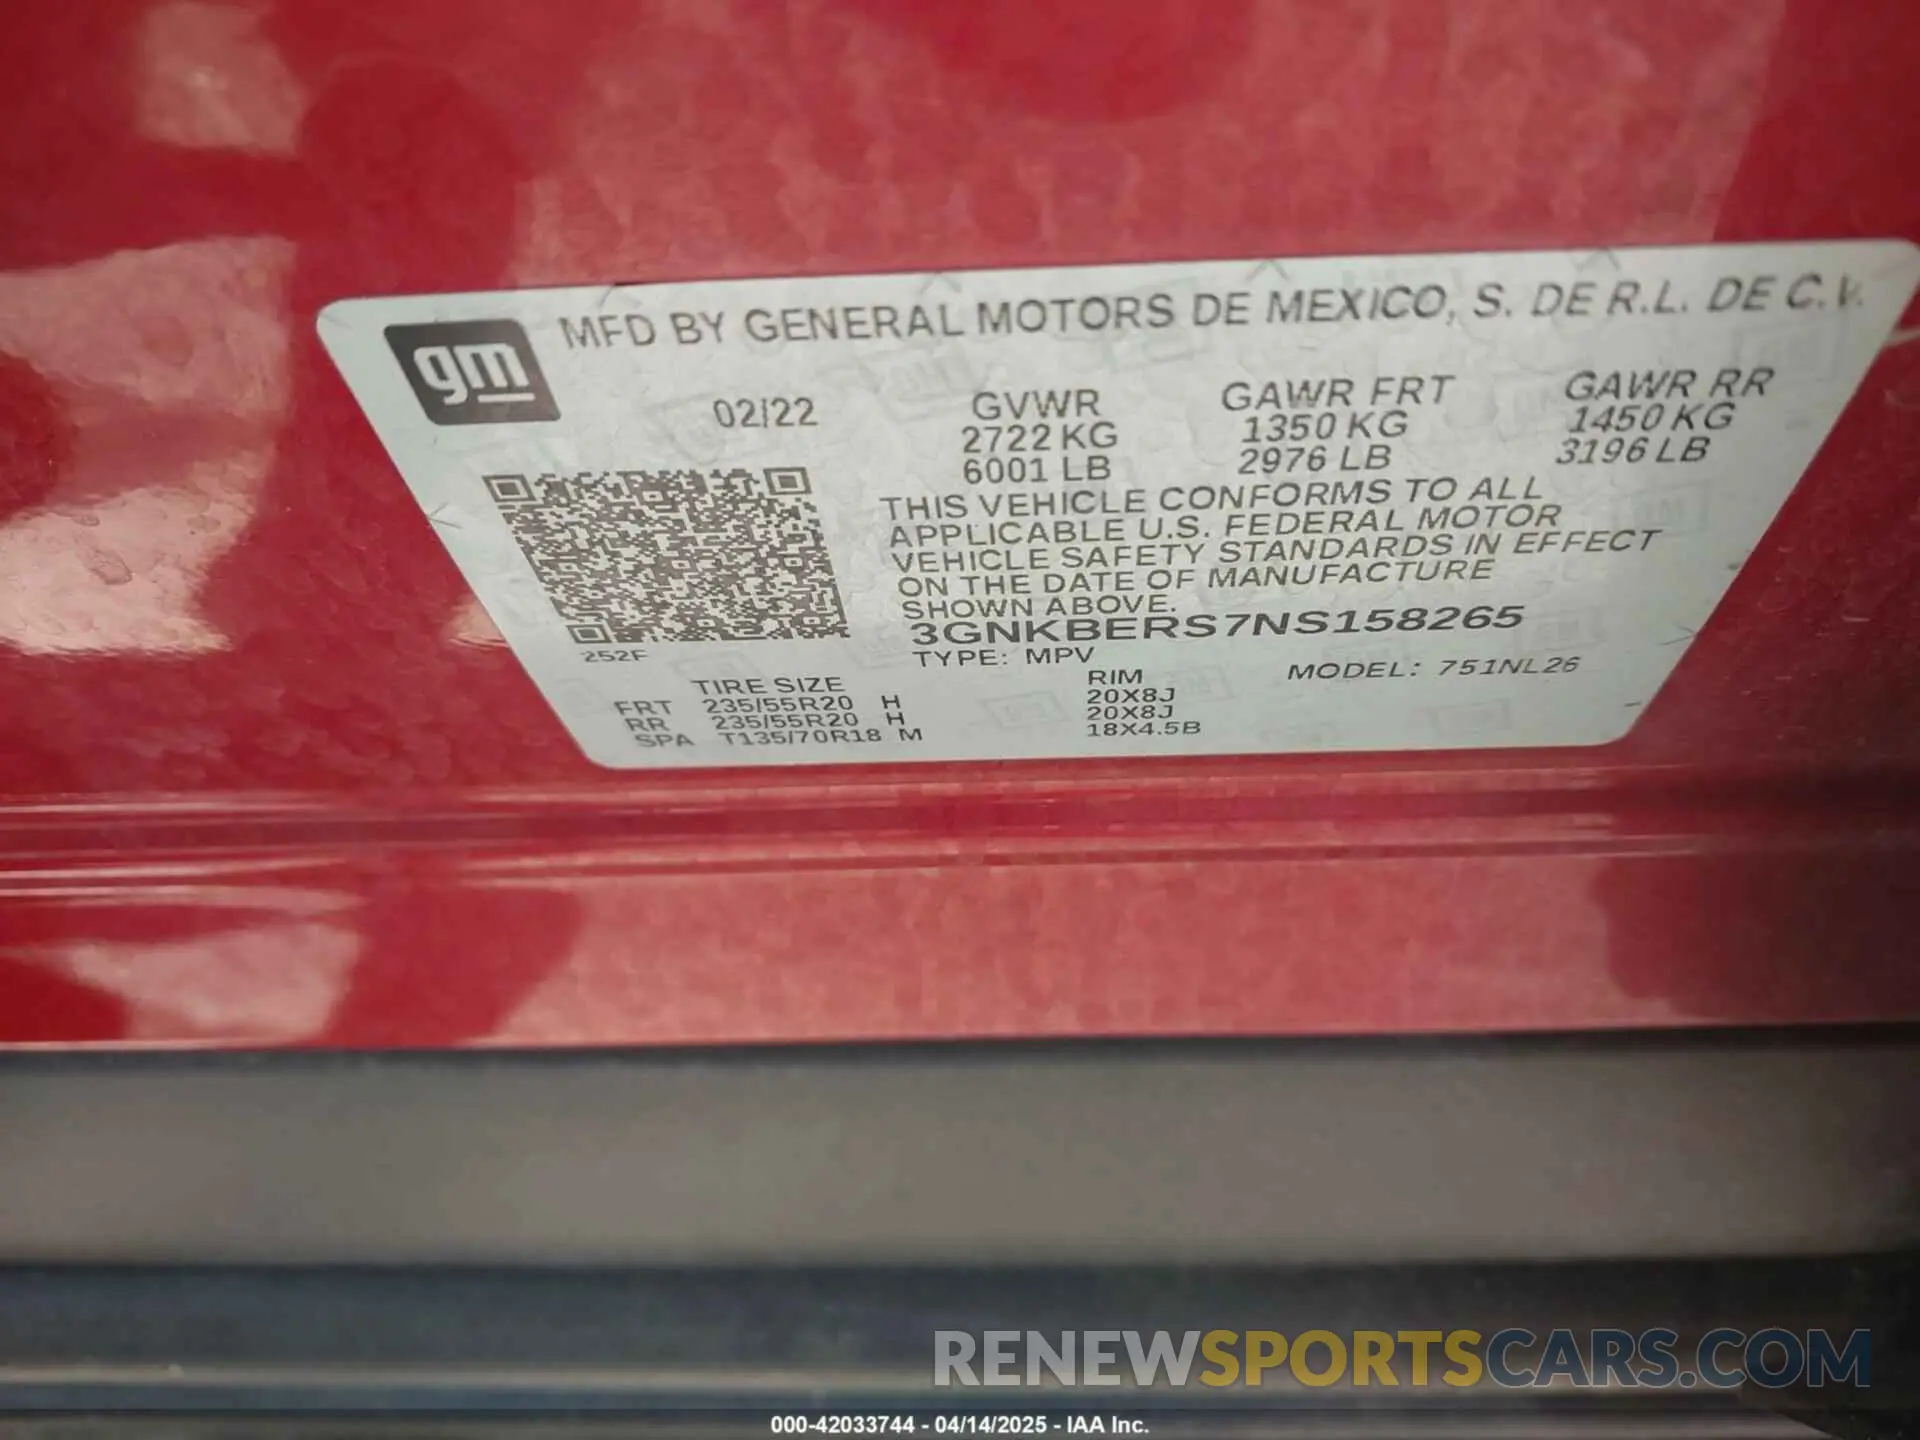 gm
MFD BY GENERAL MOTORS DE MEXICO, S. DE R.L. DE C.V.
02/22
GVWR
2722 KG
6001 LB
GAWR FRT
1350 KG
2976 LB
GAWR RR
1450 KG
3196 LB
THIS VEHICLE CONFORMS TO ALL
APPLICABLE U.S. FEDERAL MOTOR
VEHICLE SAFETY STANDARDS IN EFFECT
ON THE DATE OF MANUFACTURE
SHOWN ABOVE.
3GNKBERS7NS158265
252F
TYPE: MPV
MODEL: 751NL26
TIRE SIZE RIM
FRT 235/55R20 H 20X8J
RR 235/55R20 H 20X8J
SPA T135/70R18 M 18X4.5B
RENEWSPORTSCARS.COM
000-42033744 - 04/14/2025 - IAA Inc.